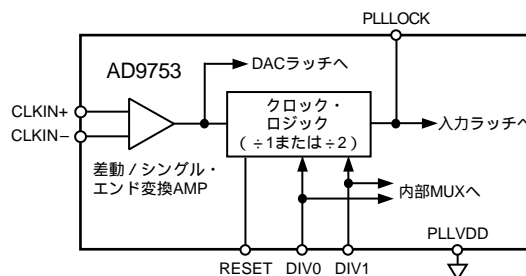 PLLLOCK
AD9753
DACラッチへ
CLKIN+
CLKIN−
クロック・
ロジック
(÷1または÷2)
入力ラッチへ
差動 / シングル・
エンド変換AMP
内部MUXへ
PLLVDD
RESET DIV0 DIV1